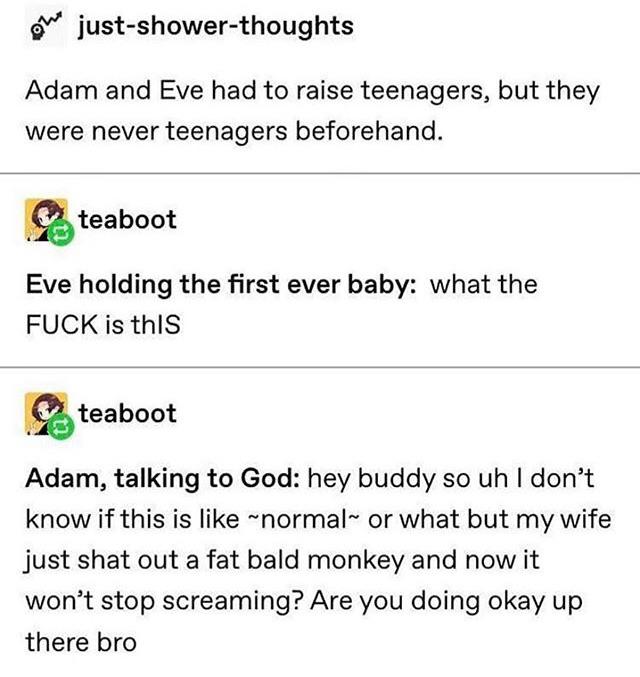 just-shower-thoughts
Adam and Eve had to raise teenagers, but they
were never teenagers beforehand.
teaboot
Eve holding the first ever baby: what the
FUCK is thIS
teaboot
Adam, talking to God: hey buddy so uh I don't
know if this is like ~normal~ or what but my wife
just shat out a fat bald monkey and now it
won't stop screaming? Are you doing okay up
there bro